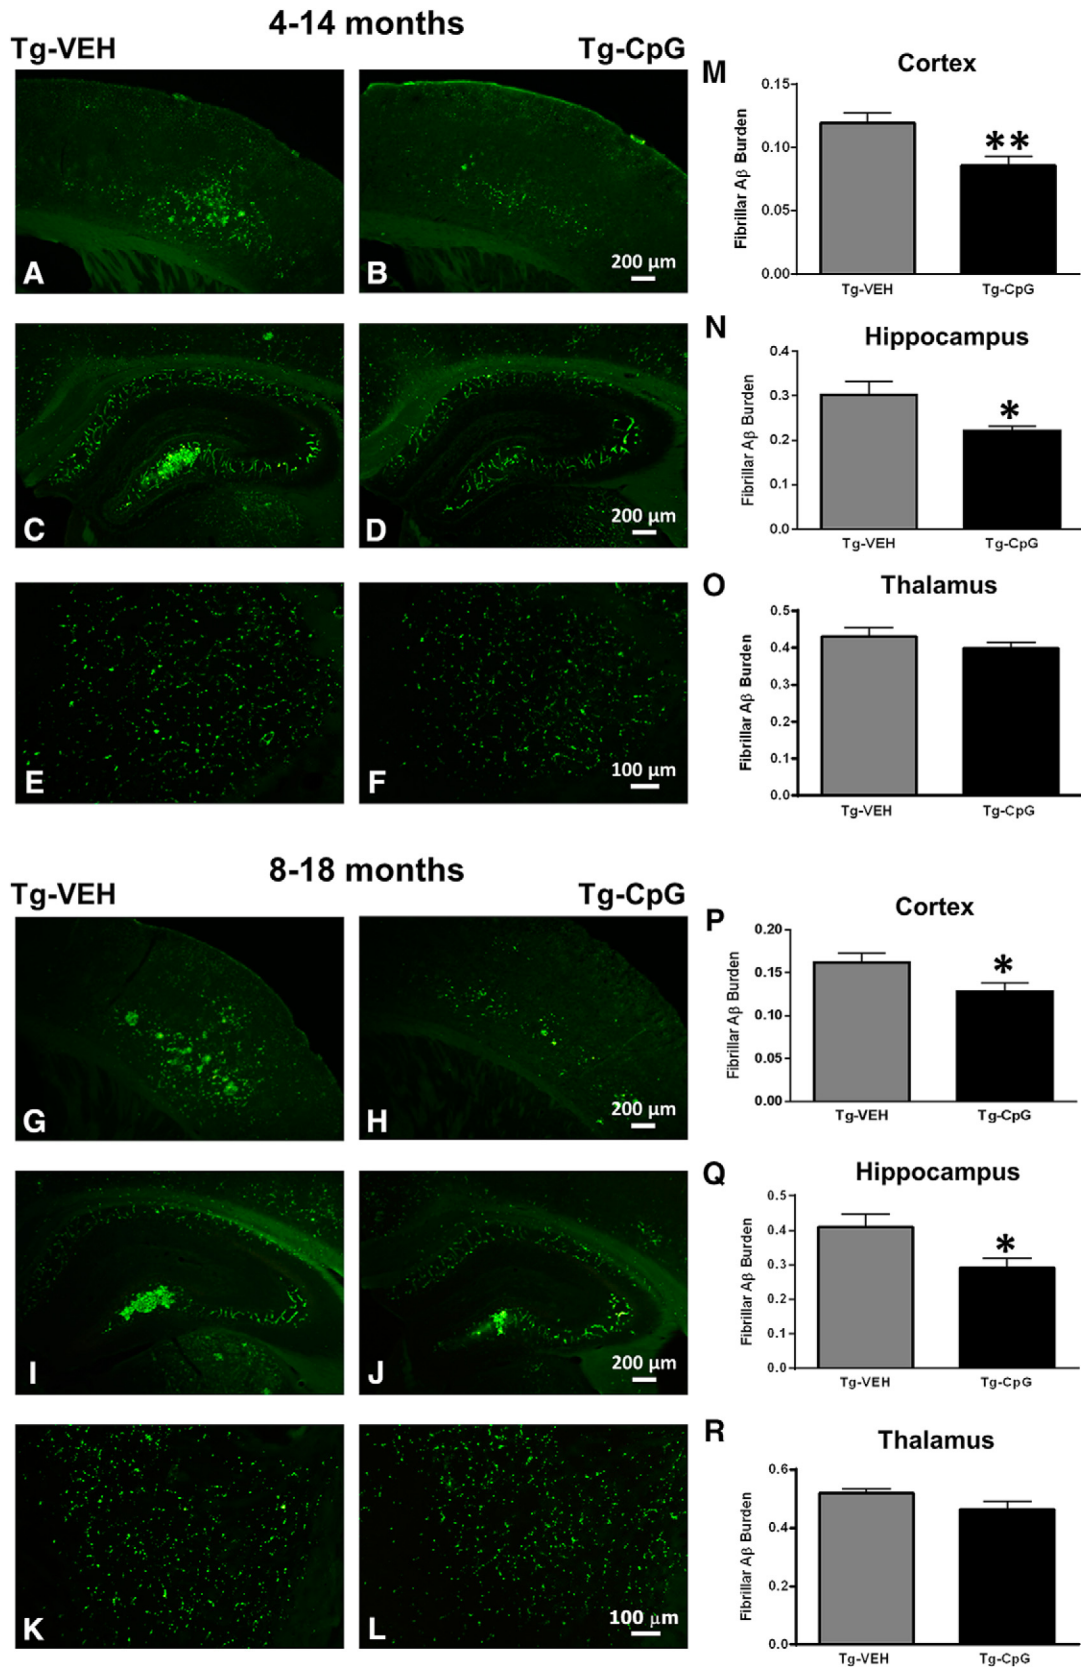 4-14 months
Tg-VEH
Tg-CpG
A
B
200 µm
C
D
200 µm
E
F
100 µm
M
Cortex
Fibrillar Aβ Burden
0.15
0.10
0.05
0.00
**
Tg-VEH
Tg-CpG
N
Hippocampus
Fibrillar Aβ Burden
0.4
0.3
0.2
0.1
0.0
*
Tg-VEH
Tg-CpG
O
Thalamus
Fibrillar Aβ Burden
0.5
0.4
0.3
0.2
0.1
0.0
Tg-VEH
Tg-CpG
8-18 months
Tg-VEH
Tg-CpG
G
H
200 µm
I
J
200 µm
K
L
100 µm
P
Cortex
Fibrillar Aβ Burden
0.20
0.15
0.10
0.05
0.00
*
Tg-VEH
Tg-CpG
Q
Hippocampus
Fibrillar Aβ Burden
0.5
0.4
0.3
0.2
0.1
0.0
*
Tg-VEH
Tg-CpG
R
Thalamus
Fibrillar Aβ Burden
0.6
0.4
0.2
0.0
Tg-VEH
Tg-CpG